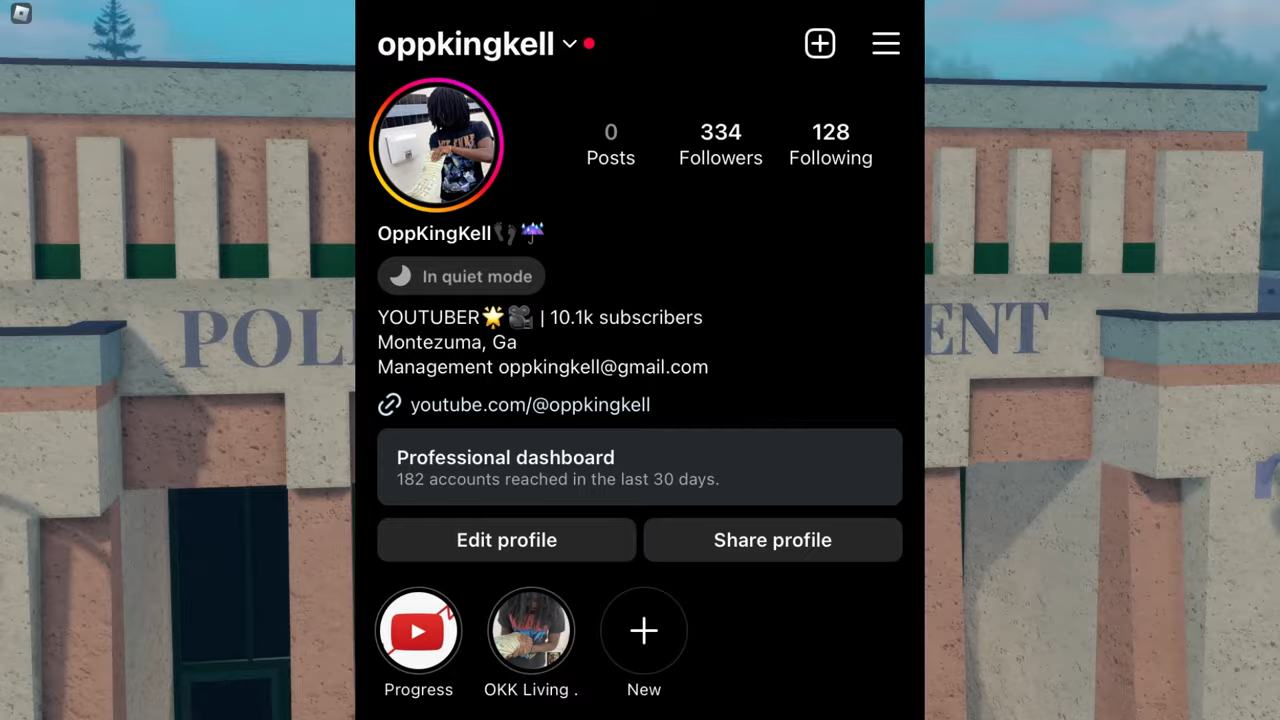 oppkingkell
0
Posts
334
Followers
128
Following
OppKingKell👣☔
In quiet mode
YOUTUBER🌟🎥 | 10.1k subscribers
Montezuma, Ga
Management oppkingkell@gmail.com
youtube.com/@oppkingkell
Professional dashboard
182 accounts reached in the last 30 days.
Edit profile
Share profile
Progress
OKK Living .
New
POLI
ENT